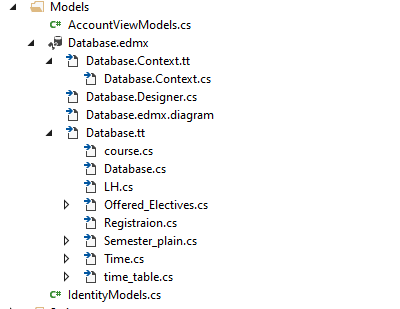 Models
AccountViewModels.cs
Database.edmx
Database.Context.tt
Database.Context.cs
Database.Designer.cs
Database.edmx.diagram
Database.tt
course.cs
Database.cs
LH.cs
Offered_Electives.cs
Registraion.cs
Semester_plain.cs
Time.cs
time_table.cs
IdentityModels.cs